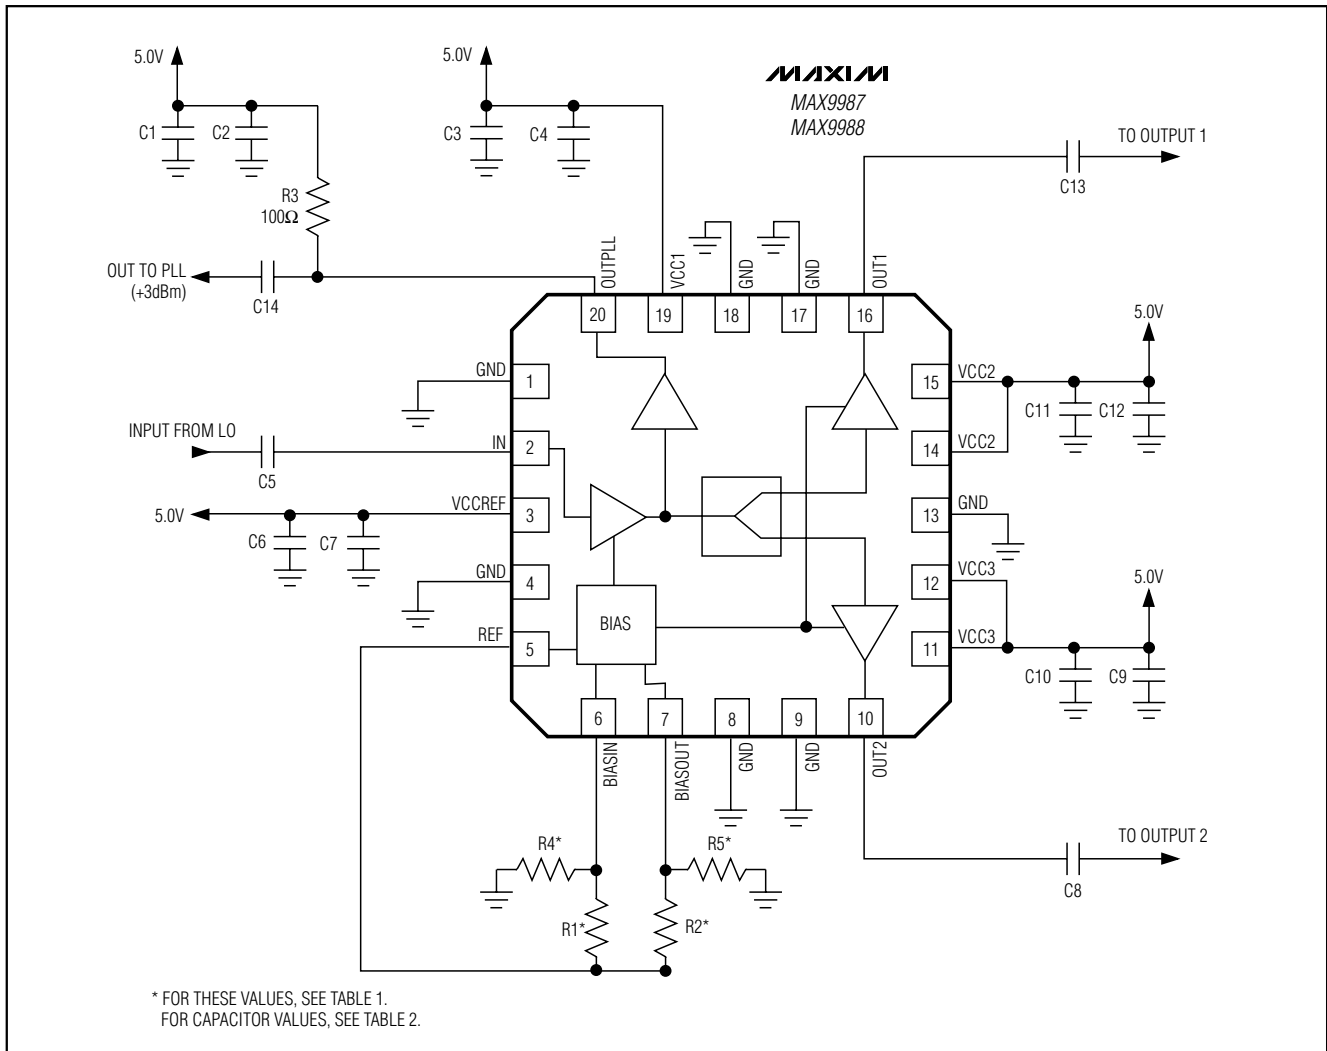 5.0V
5.0V
MAXIM
MAX9987
MAX9988
C1
C2
C3
C4
TO OUTPUT 1
C13
R3
100Ω
OUT TO PLL
(+3dBm)
C14
OUTPLL
VCC1
GND
GND
OUT1
20
19
18
17
16
5.0V
GND
1
15
VCC2
C11
C12
INPUT FROM LO
C5
IN
2
14
VCC2
5.0V
C6
C7
VCCREF
3
13
GND
GND
4
12
VCC3
5.0V
REF
5
BIAS
11
VCC3
C10
C9
6
7
8
9
10
BIASIN
BIASOUT
GND
GND
OUT2
R4*
R5*
TO OUTPUT 2
C8
R1*
R2*
* FOR THESE VALUES, SEE TABLE 1.
FOR CAPACITOR VALUES, SEE TABLE 2.